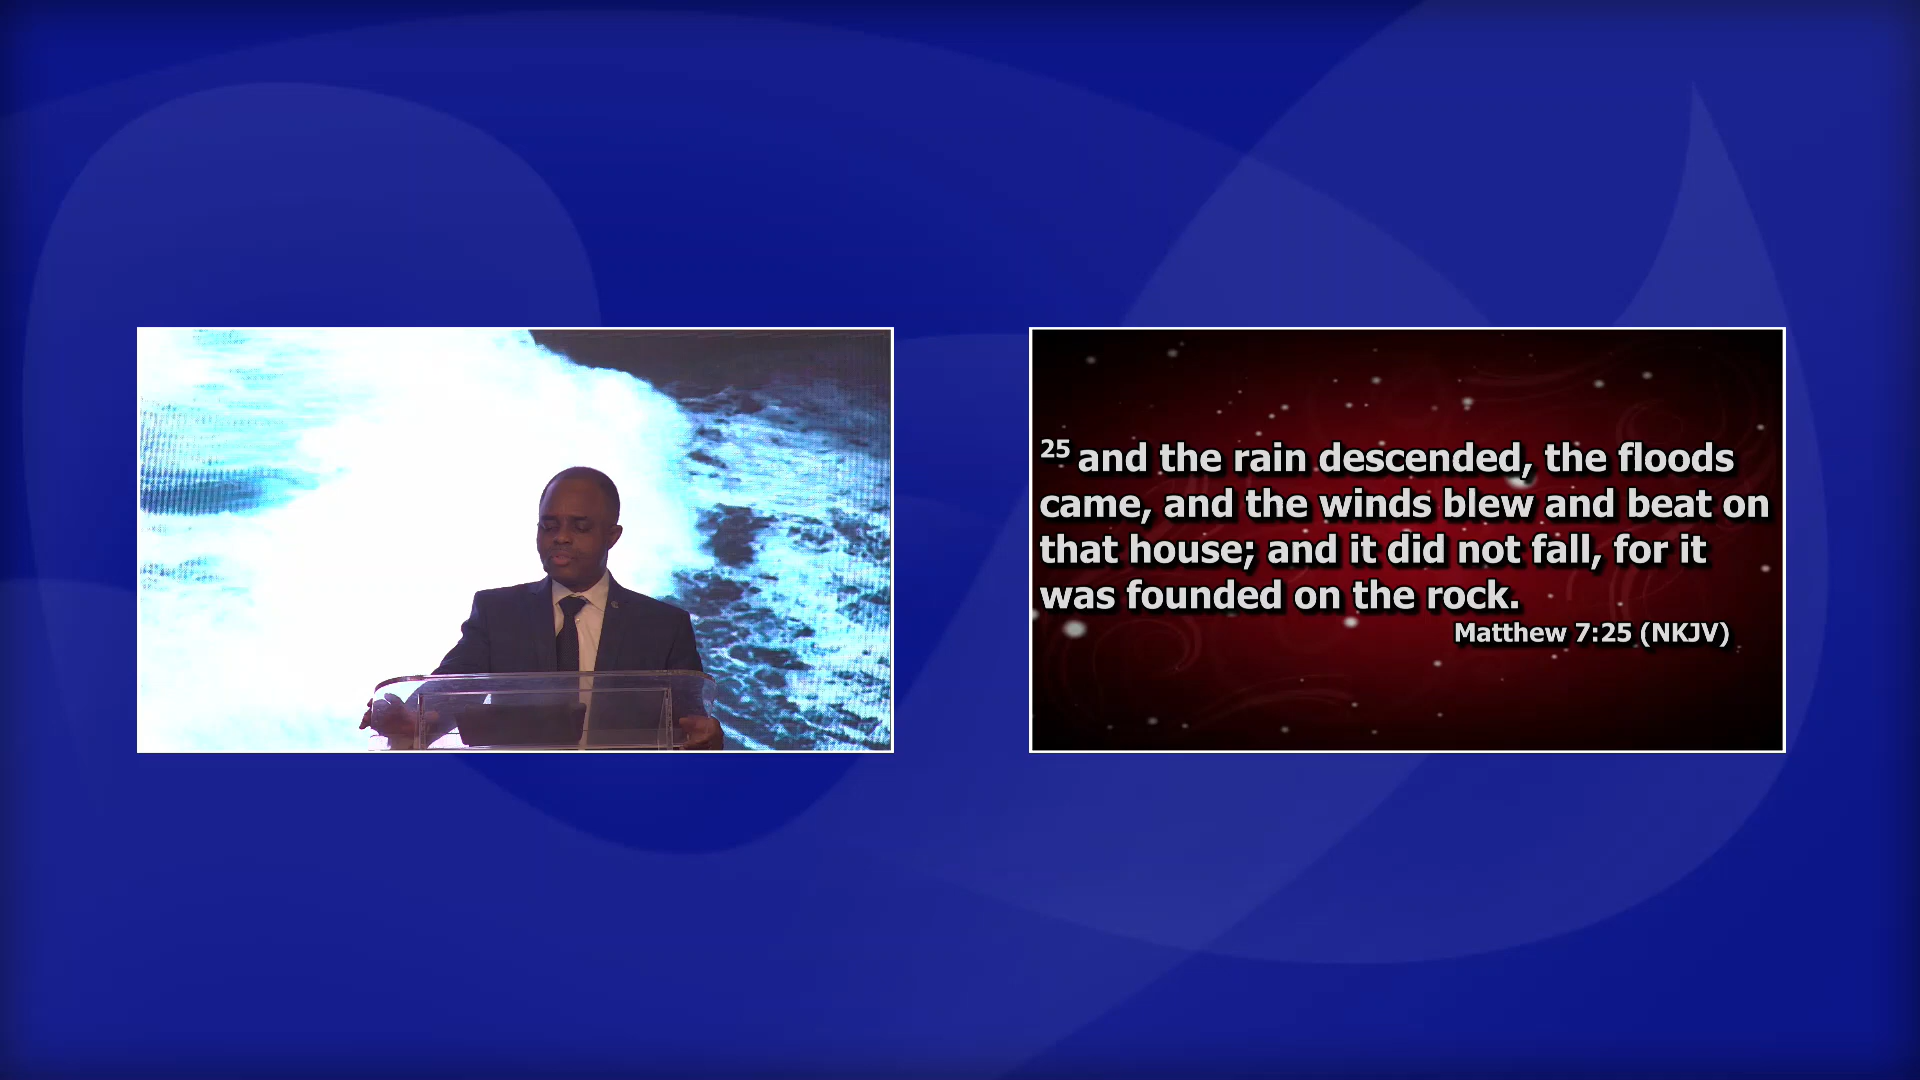 25 and the rain descended, the floods
came, and the winds blew and beat on
that house; and it did not fall, for it
was founded on the rock.
Matthew 7:25 (NKJV)